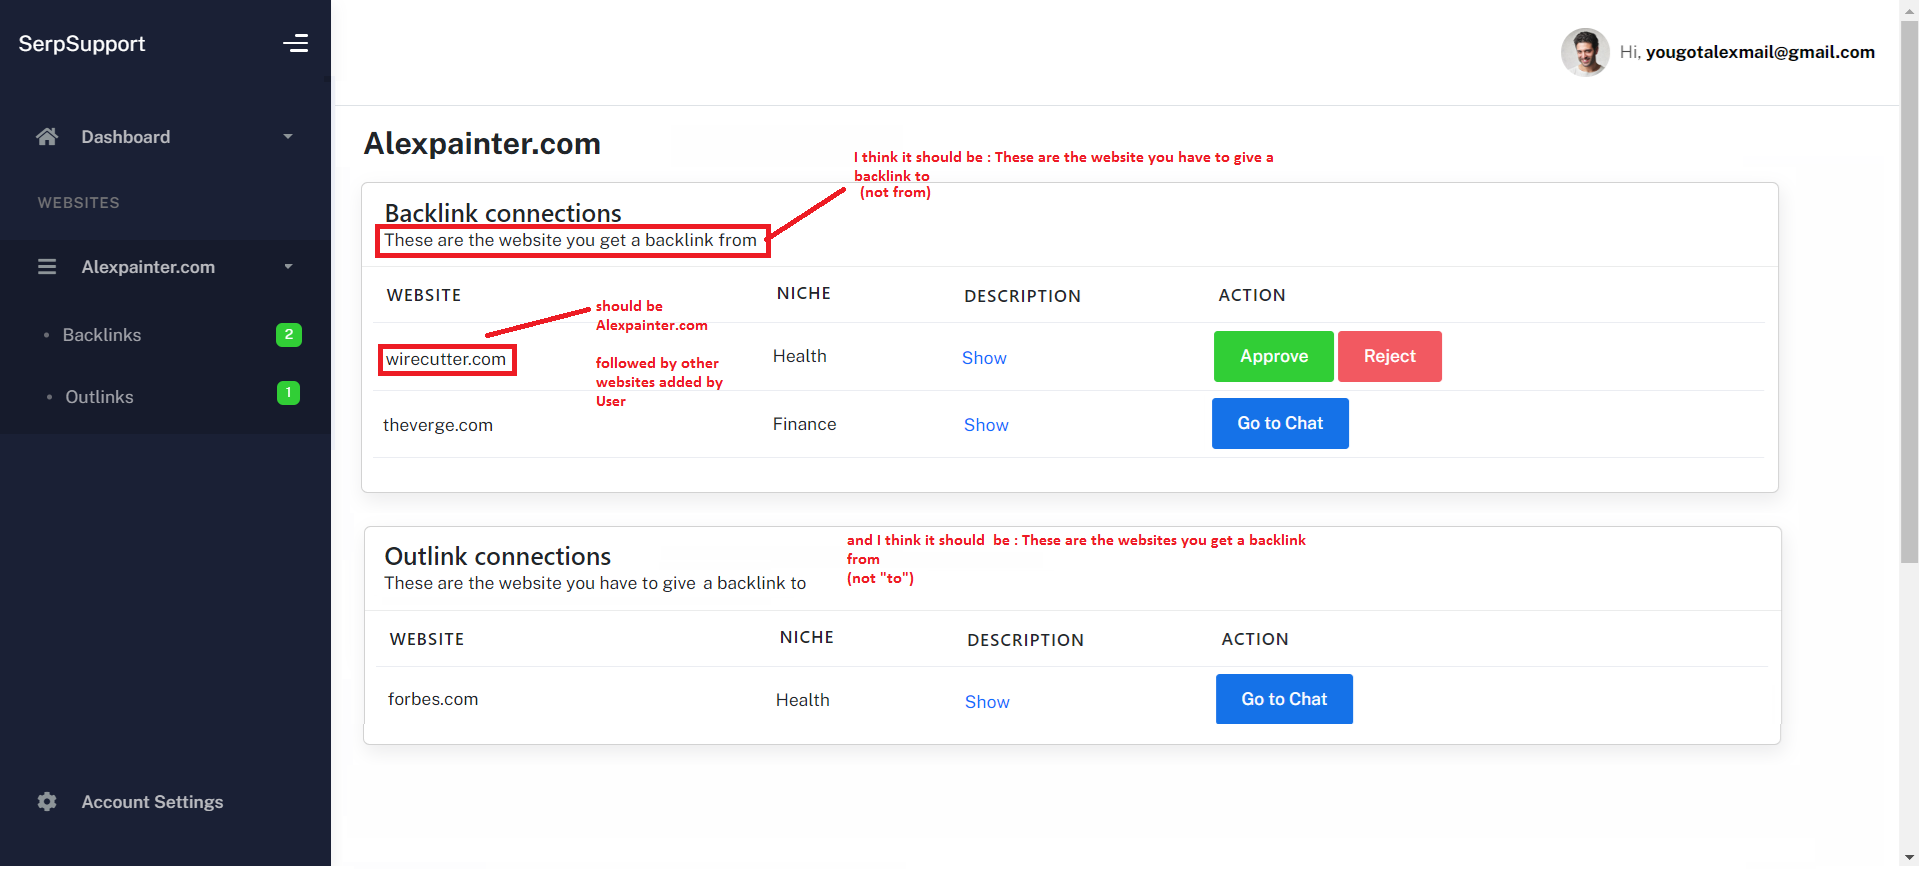 SerpSupport
Hi, yougotalexmail@gmail.com
Dashboard
WEBSITES
Alexpainter.com
Backlinks 2
Outlinks 1
Account Settings
Alexpainter.com
I think it should be : These are the website you have to give a
backlink to
(not from)
Backlink connections
These are the website you get a backlink from
WEBSITE NICHE DESCRIPTION ACTION
should be
Alexpainter.com
followed by other
websites added by
User
wirecutter.com Health Show Approve Reject
theverge.com Finance Show Go to Chat
and I think it should be : These are the websites you get a backlink
from
(not "to")
Outlink connections
These are the website you have to give a backlink to
WEBSITE NICHE DESCRIPTION ACTION
forbes.com Health Show Go to Chat